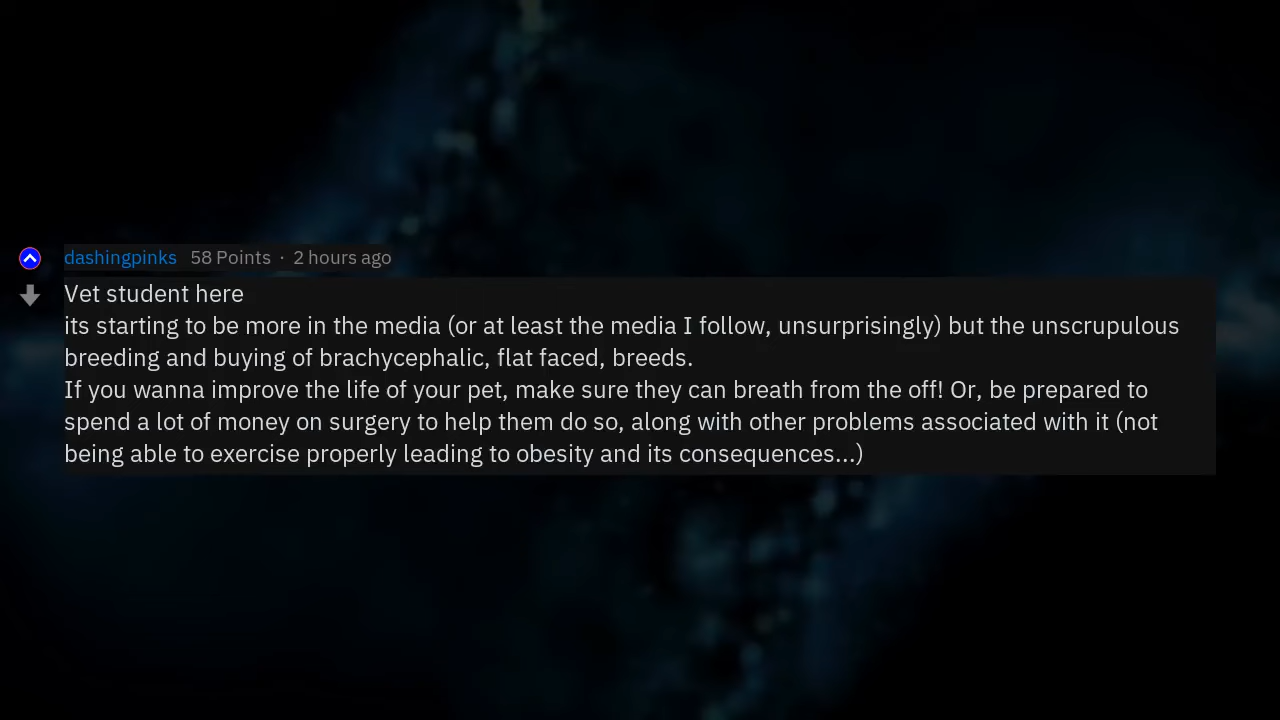 dashingpinks 58 Points · 2 hours ago
Vet student here
its starting to be more in the media (or at least the media I follow, unsurprisingly) but the unscrupulous
breeding and buying of brachycephalic, flat faced, breeds.
If you wanna improve the life of your pet, make sure they can breath from the off! Or, be prepared to
spend a lot of money on surgery to help them do so, along with other problems associated with it (not
being able to exercise properly leading to obesity and its consequences...)